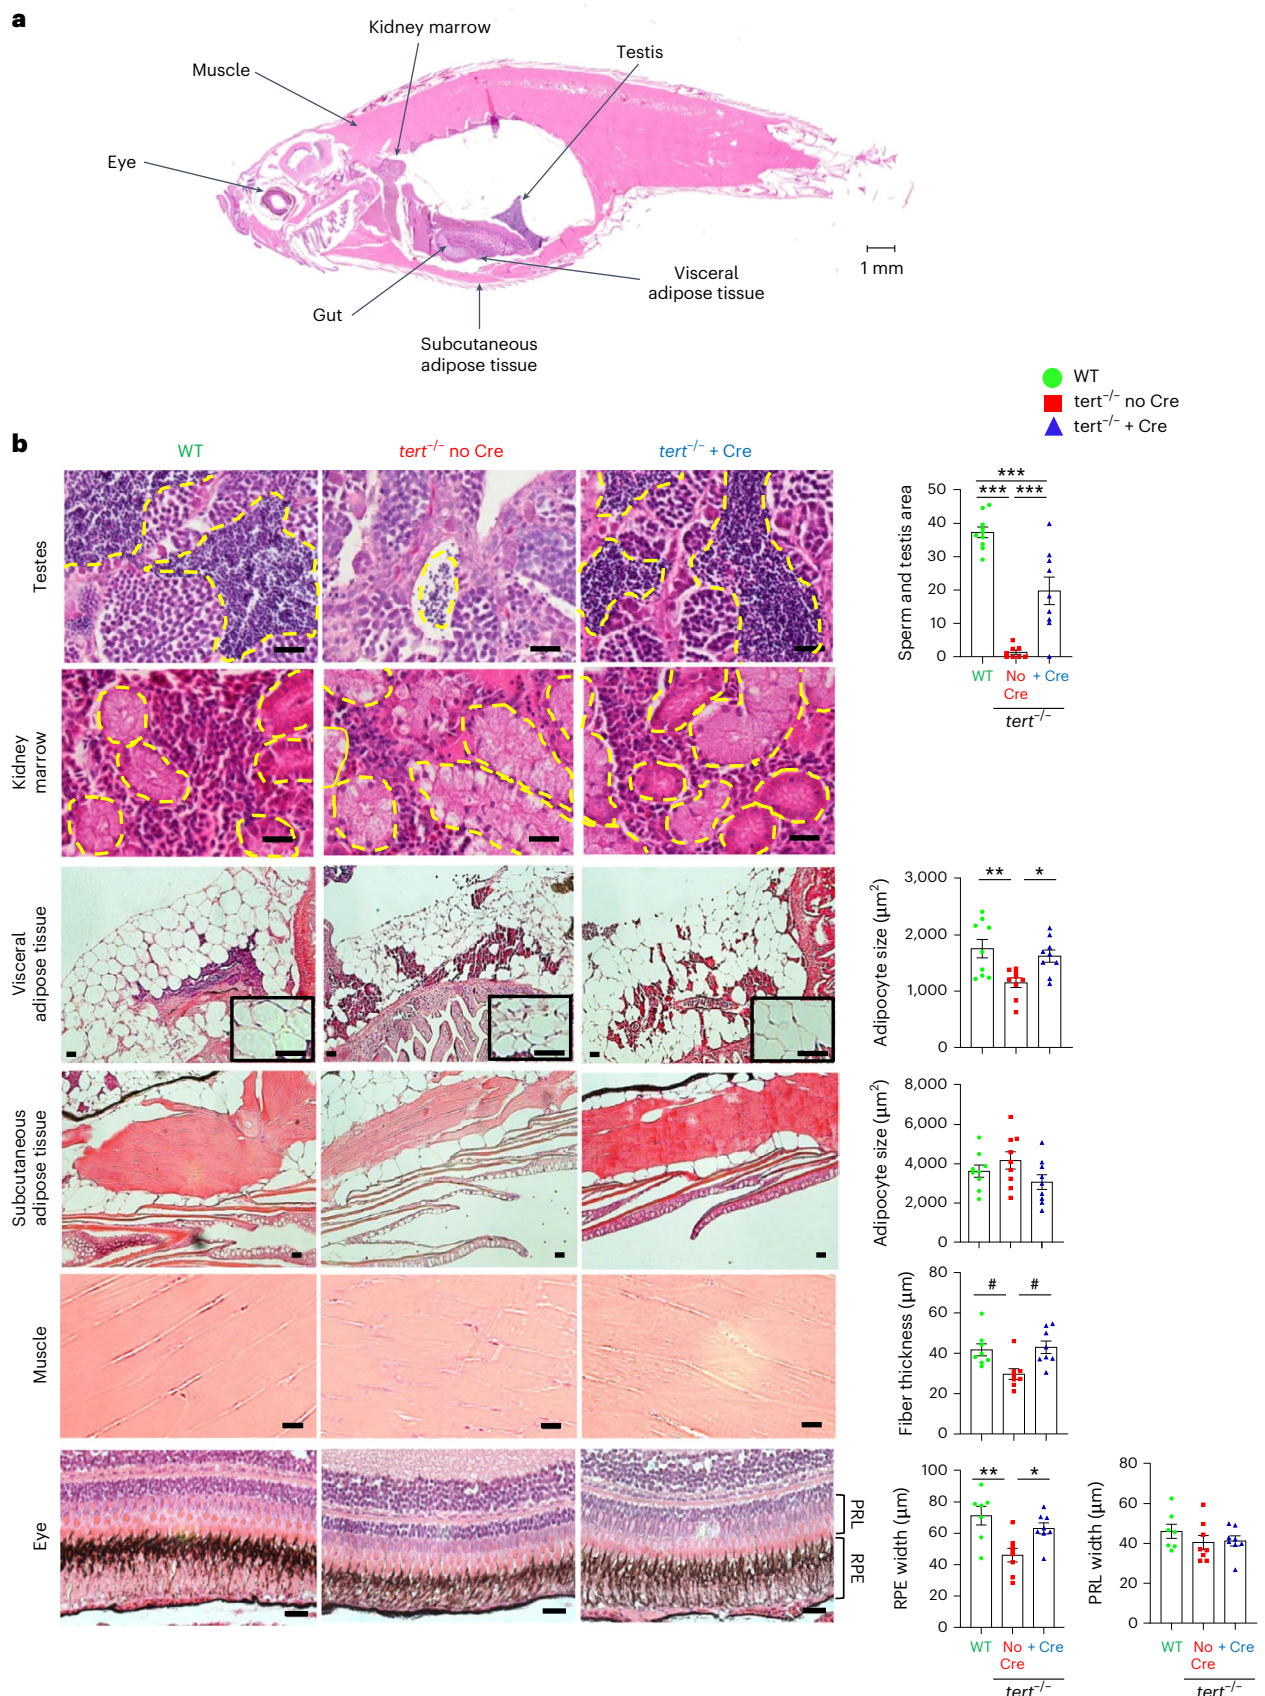 a
Kidney marrow
Testis
Muscle
Eye
1 mm
Visceral
adipose tissue
Gut
Subcutaneous
adipose tissue
WT
tert−/− no Cre
tert−/− + Cre
b
WT
tert−/− no Cre
tert−/− + Cre
Testes
Sperm and testis area
50
40
30
20
10
0
***
*** ***
WT
No
Cre
+ Cre
tert−/−
Kidney
marrow
Visceral
adipose tissue
Adipocyte size (μm2)
3,000
2,000
1,000
0
** *
Subcutaneous
adipose tissue
Adipocyte size (μm2)
8,000
6,000
4,000
2,000
0
Muscle
Fiber thickness (μm)
80
60
40
20
0
# #
Eye
PRL
RPE
RPE width (μm)
100
80
60
40
20
0
** *
WT
No
Cre
+ Cre
tert−/−
PRL width (μm)
80
60
40
20
0
WT
No
Cre
+ Cre
tert−/−